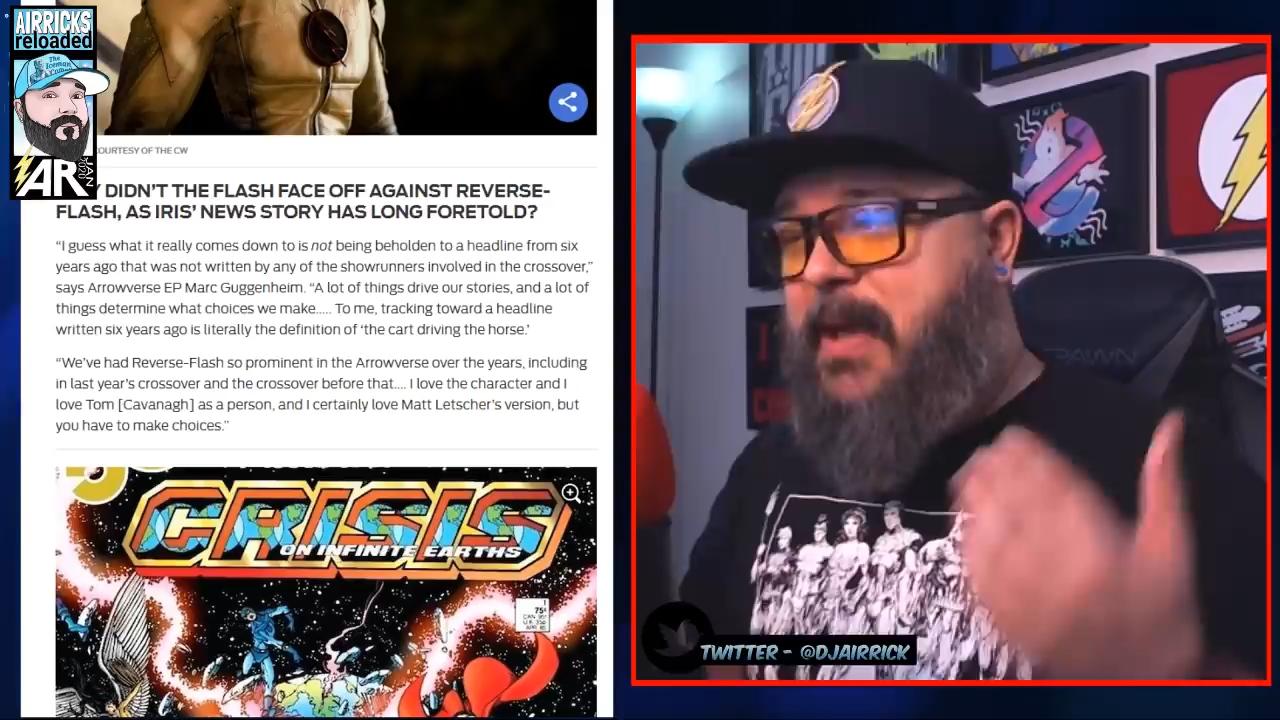 AIRRICKS
reloaded
The
Iceman
AR
JAN
2020
OURTESY OF THE CW
Y DIDN'T THE FLASH FACE OFF AGAINST REVERSE-
FLASH, AS IRIS' NEWS STORY HAS LONG FORETOLD?
“I guess what it really comes down to is not being beholden to a headline from six
years ago that was not written by any of the showrunners involved in the crossover,”
says Arrowverse EP Marc Guggenheim. “A lot of things drive our stories, and a lot of
things determine what choices we make..... To me, tracking toward a headline
written six years ago is literally the definition of ‘the cart driving the horse.’
“We’ve had Reverse-Flash so prominent in the Arrowverse over the years, including
in last year’s crossover and the crossover before that.... I love the character and I
love Tom [Cavanagh] as a person, and I certainly love Matt Letscher’s version, but
you have to make choices.”
CRISIS
ON INFINITE EARTHS
75¢
TWITTER - @DJAIRRICK